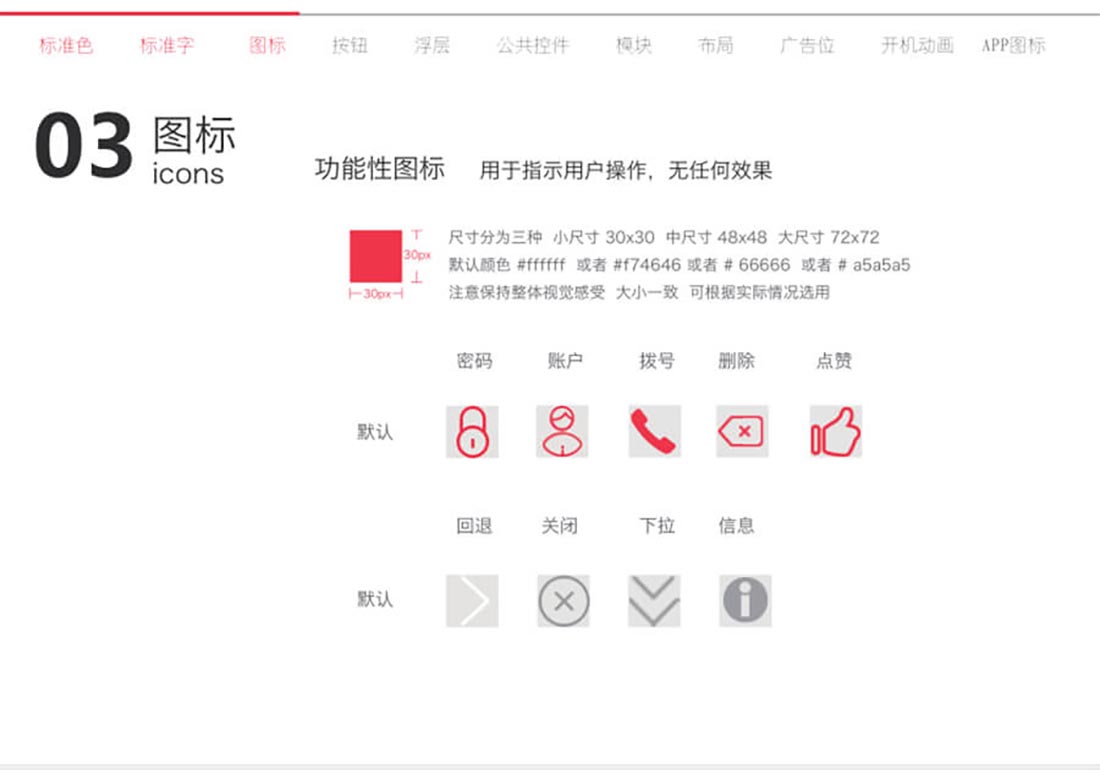 标准色 标准字 图标 按钮 浮层 公共控件 模块 布局 广告位 开机动画 APP图标
03 图标
icons
功能性图标 用于指示用户操作，无任何效果
30px
30px
尺寸分为三种 小尺寸 30x30 中尺寸 48x48 大尺寸 72x72
默认颜色 #ffffff 或者 #f74646 或者 # 66666 或者 # a5a5a5
注意保持整体视觉感受 大小一致 可根据实际情况选用
密码 账户 拨号 删除 点赞
默认
回退 关闭 下拉 信息
默认